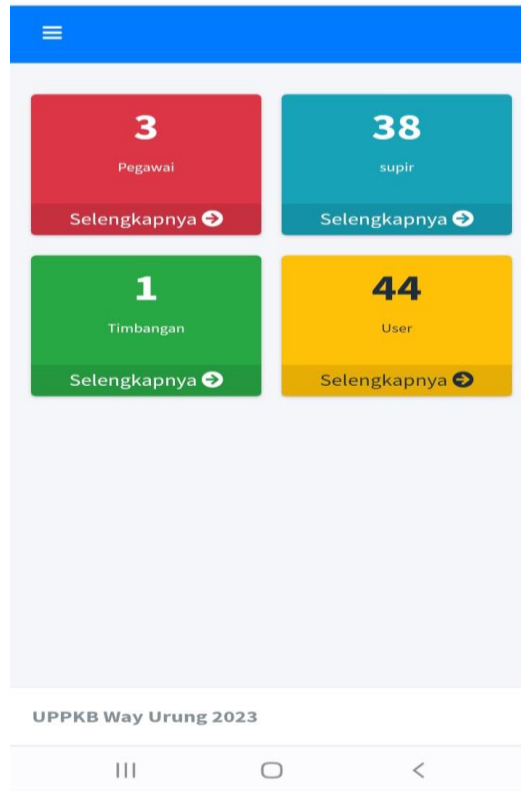 3
Pegawai
Selengkapnya
38
supir
Selengkapnya
1
Timbangan
Selengkapnya
44
User
Selengkapnya
UPPKB Way Urung 2023